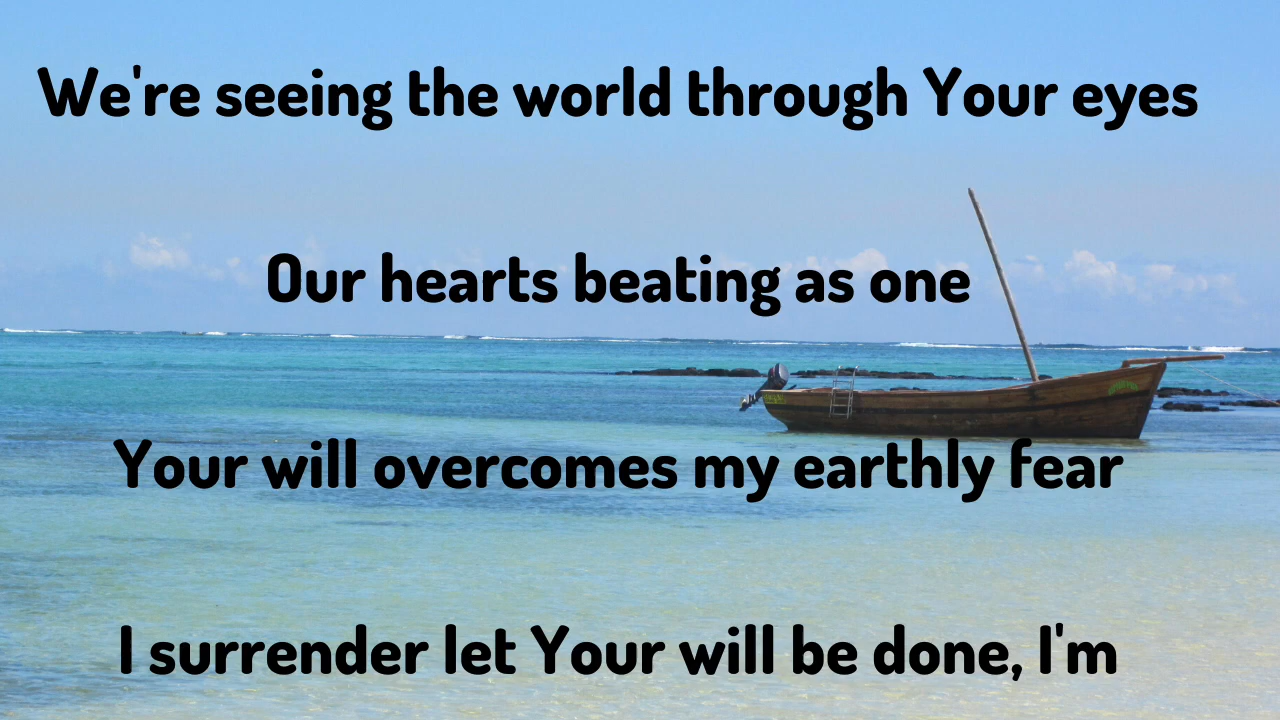 We're seeing the world through Your eyes
Our hearts beating as one
Your will overcomes my earthly fear
I surrender let Your will be done, I'm